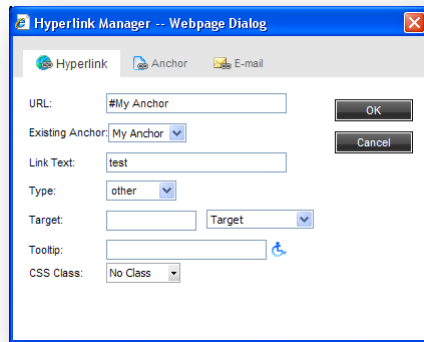 Hyperlink Manager -- Webpage Dialog
Hyperlink Anchor E-mail
URL: #My Anchor OK
Existing Anchor: My Anchor Cancel
Link Text: test
Type: other
Target: Target
Tooltip:
CSS Class: No Class